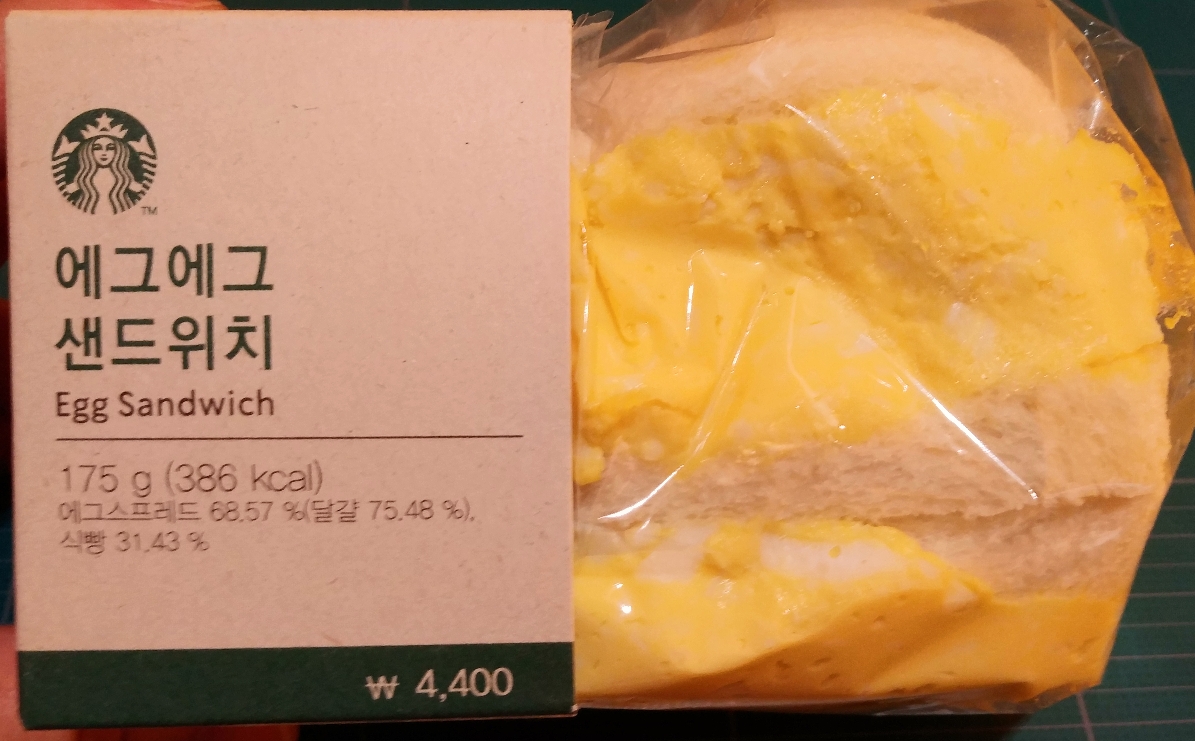 TM
에그에그
샌드위치
Egg Sandwich
175 g (386 kcal)
에그스프레드 68.57 %(달걀 75.48 %),
식빵 31.43 %
₩ 4,400